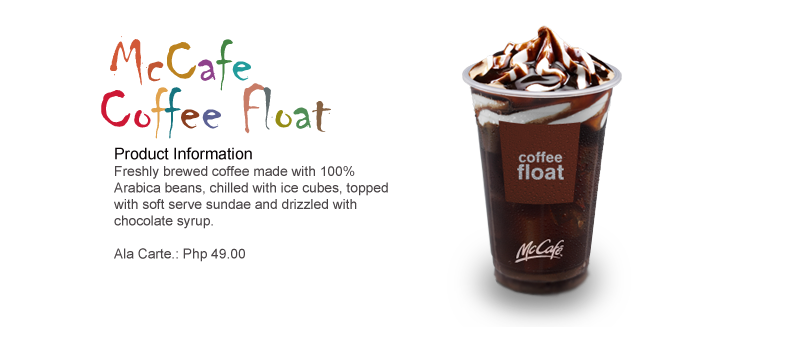 McCafe
Coffee Float
Product Information
Freshly brewed coffee made with 100%
Arabica beans, chilled with ice cubes, topped
with soft serve sundae and drizzled with
chocolate syrup.
Ala Carte.: Php 49.00
coffee
float
McCafé